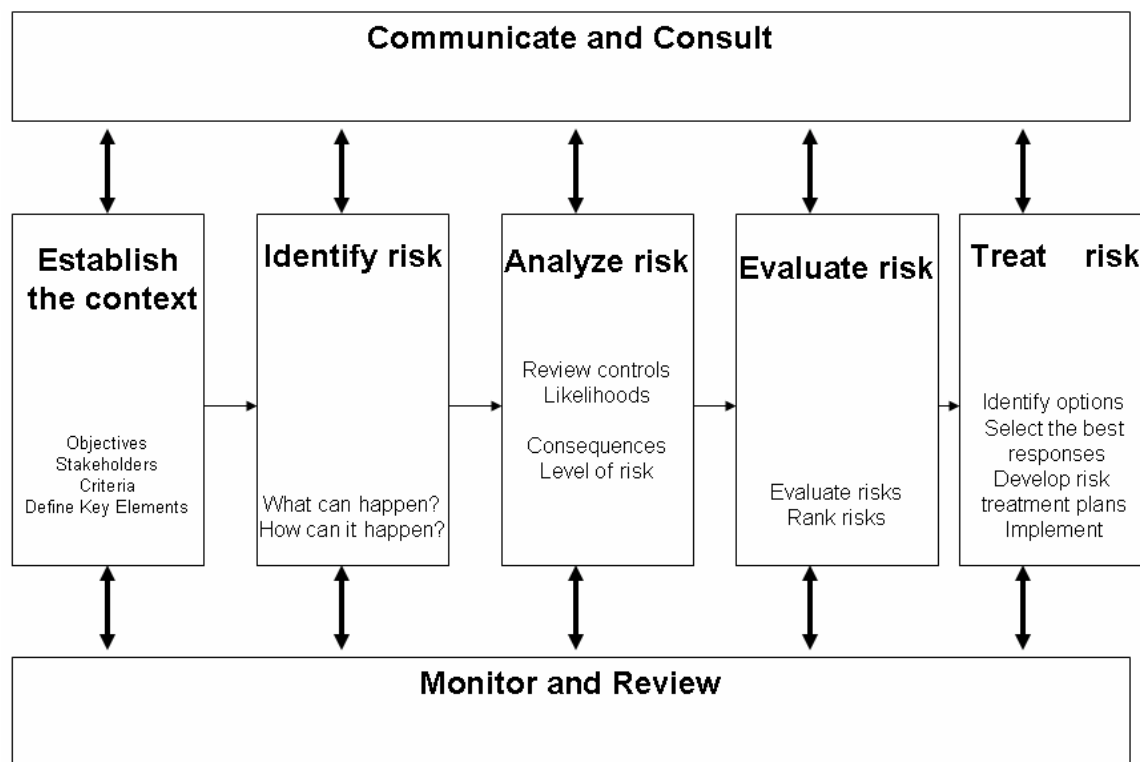 Communicate and Consult
Establish
the context
Objectives
Stakeholders
Criteria
Define Key Elements
Identify risk
What can happen?
How can it happen?
Analyze risk
Review controls
Likelihoods
Consequences
Level of risk
Evaluate risk
Evaluate risks
Rank risks
Treat risk
Identify options
Select the best
responses
Develop risk
treatment plans
Implement
Monitor and Review